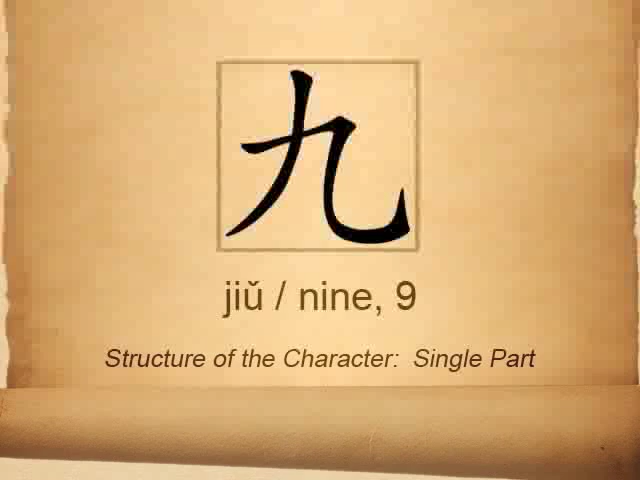 九
jiǔ / nine, 9
Structure of the Character: Single Part